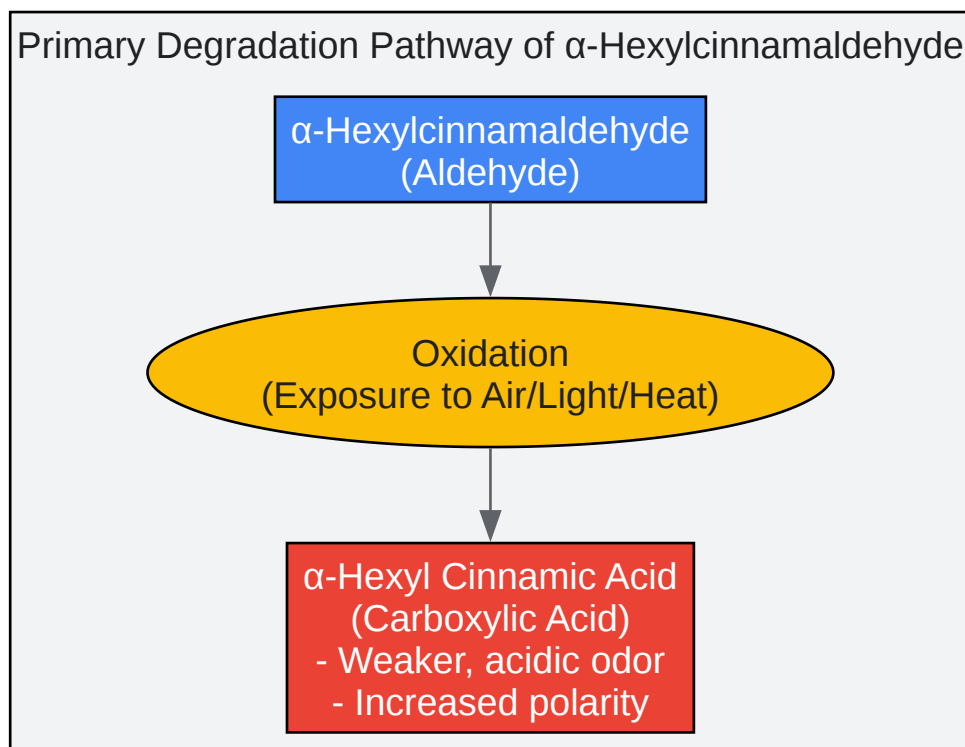 Primary Degradation Pathway of α-Hexylcinnamaldehyde
α-Hexylcinnamaldehyde
(Aldehyde)
Oxidation
(Exposure to Air/Light/Heat)
α-Hexyl Cinnamic Acid
(Carboxylic Acid)
- Weaker, acidic odor
- Increased polarity